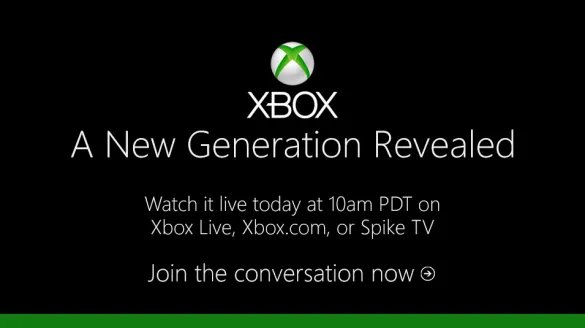 XBOX
A New Generation Revealed
Watch it live today at 10am PDT on
Xbox Live, Xbox.com, or Spike TV
Join the conversation now